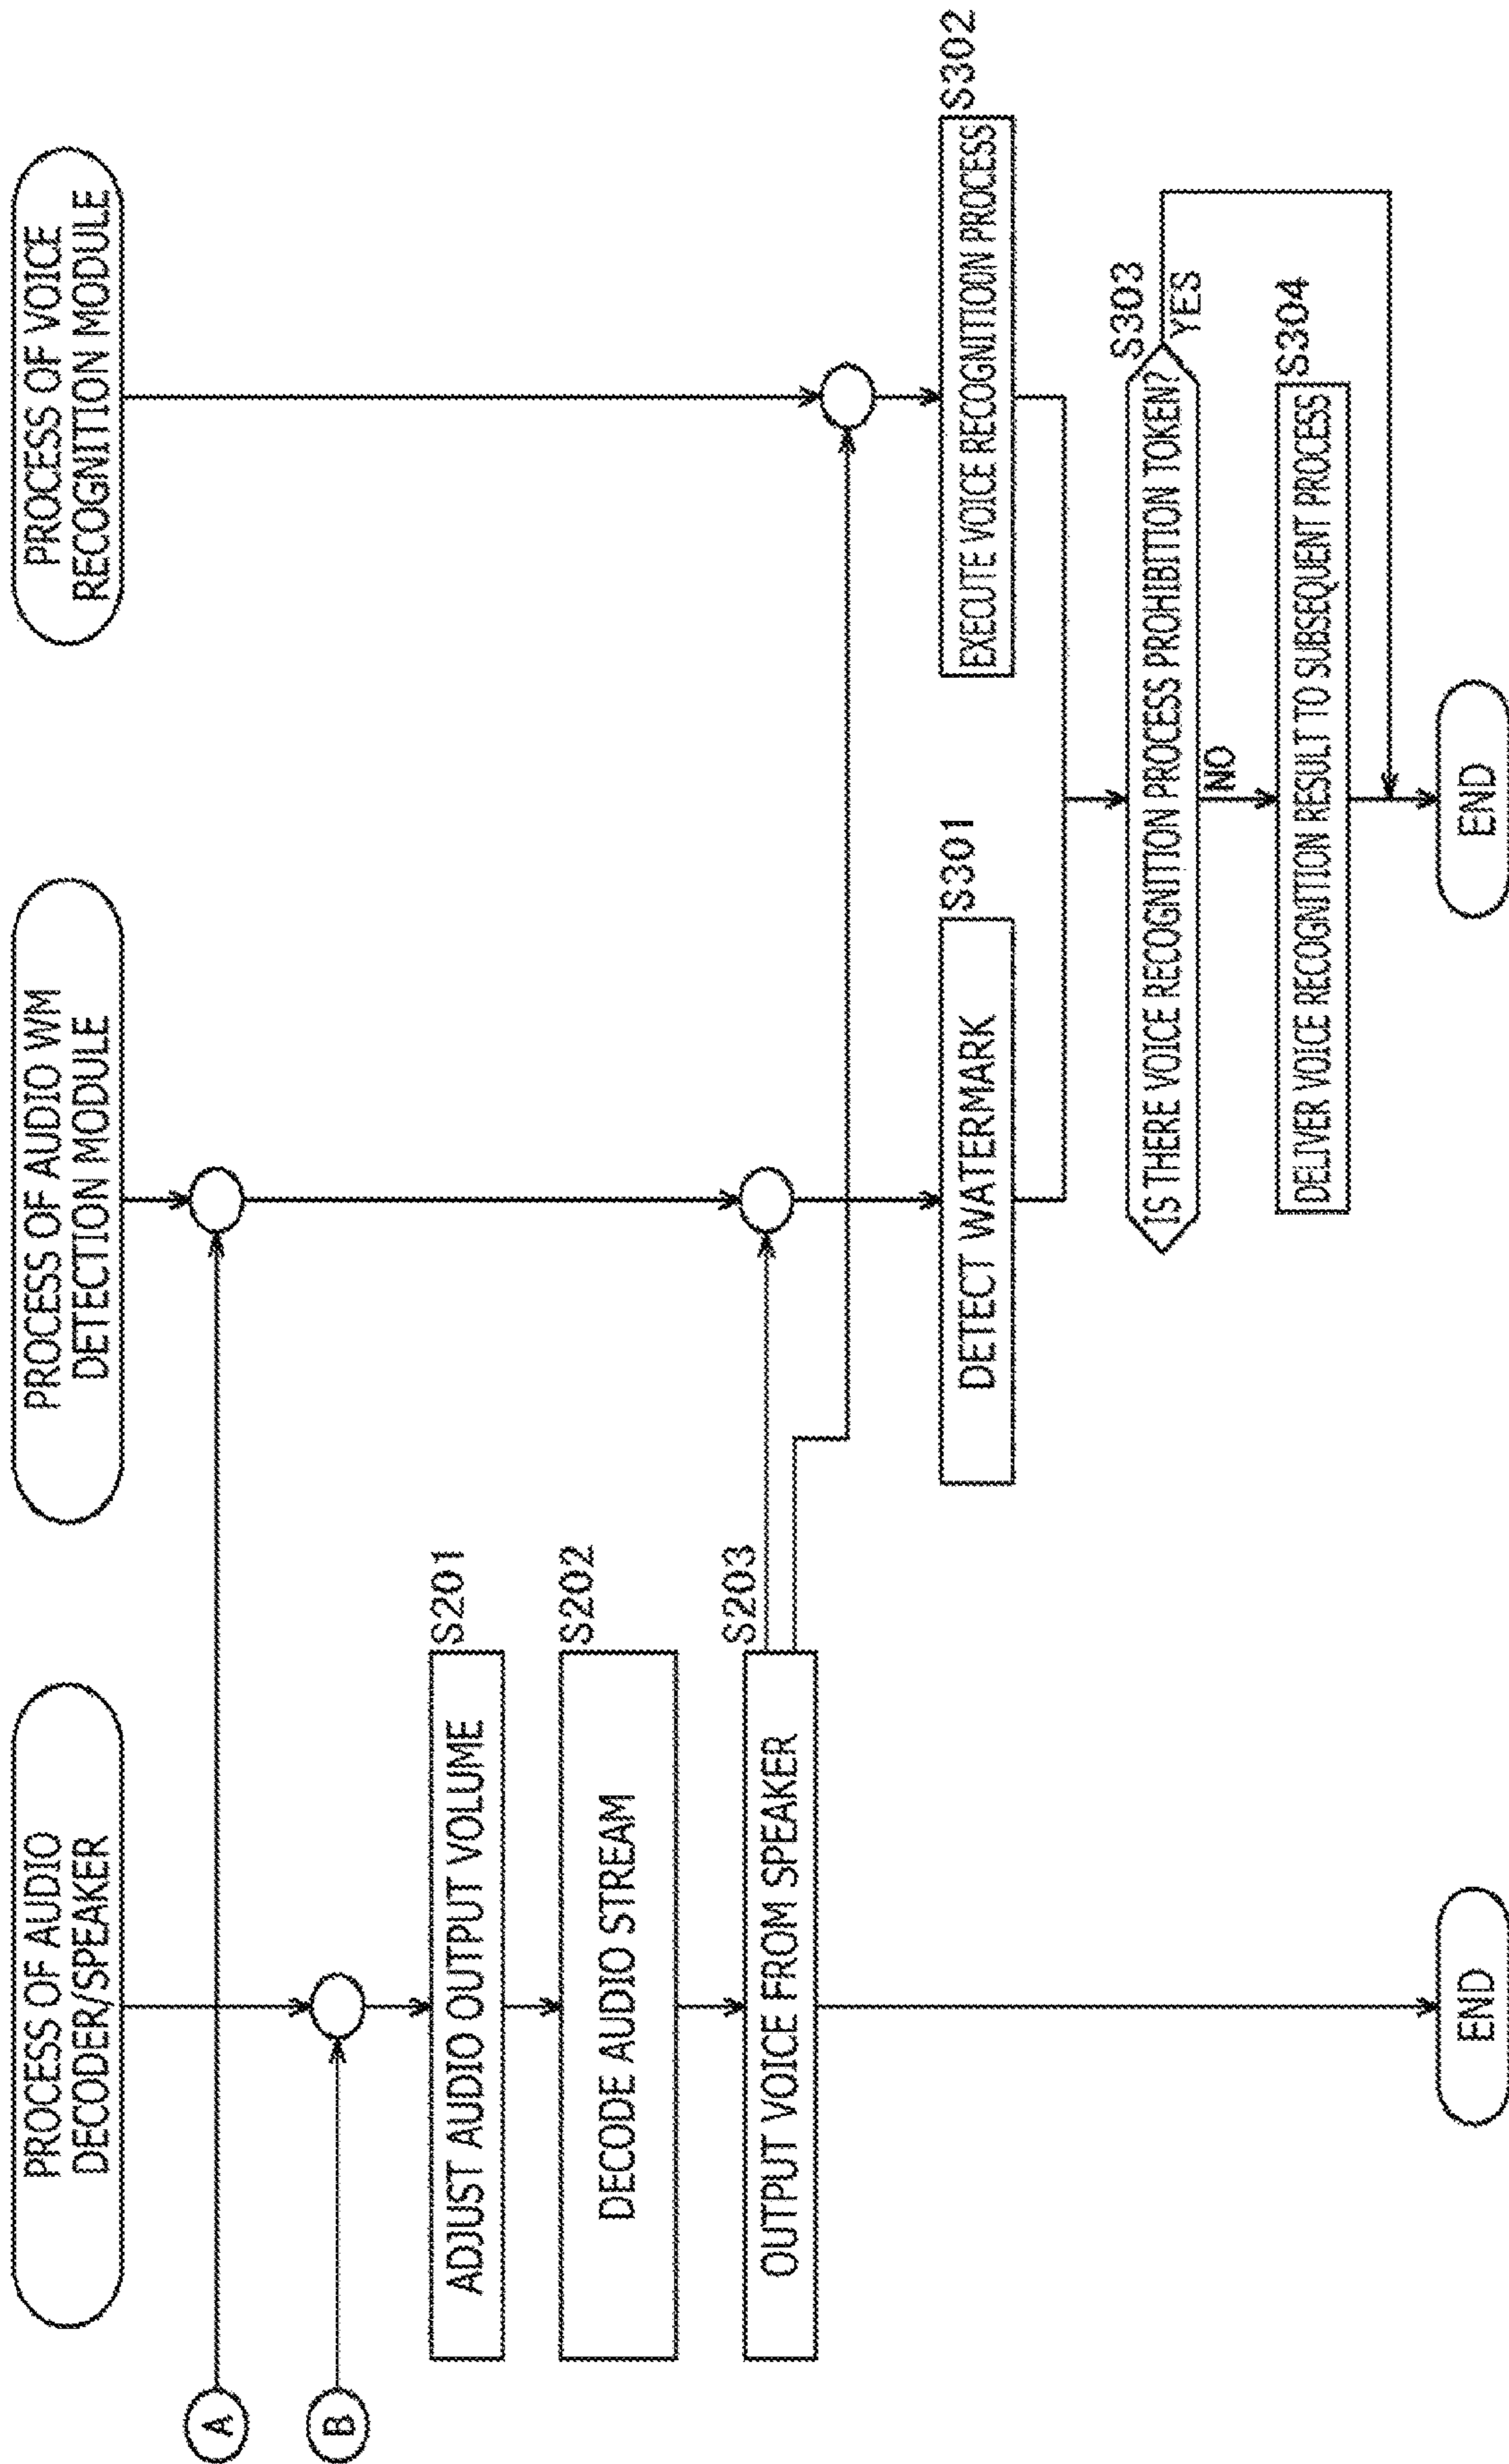 PROCESS OF AUDIO
DECODER/SPEAKER
PROCESS OF AUDIO WM
DETECTION MODULE
PROCESS OF VOICE
RECOGNITION MODULE
A
B
ADJUST AUDIO OUTPUT VOLUME
S201
DECODE AUDIO STREAM
S202
OUTPUT VOICE FROM SPEAKER
S203
DETECT WATERMARK
S301
EXECUTE VOICE RECOGNITIOON PROCESS
S302
IS THERE VOICE RECOGNITION PROCESS PROHIBITION TOKEN?
S303
YES
NO
DELIVER VOICE RECOGNITION RESULT TO SUBSEQUENT PROCESS
S304
END
END